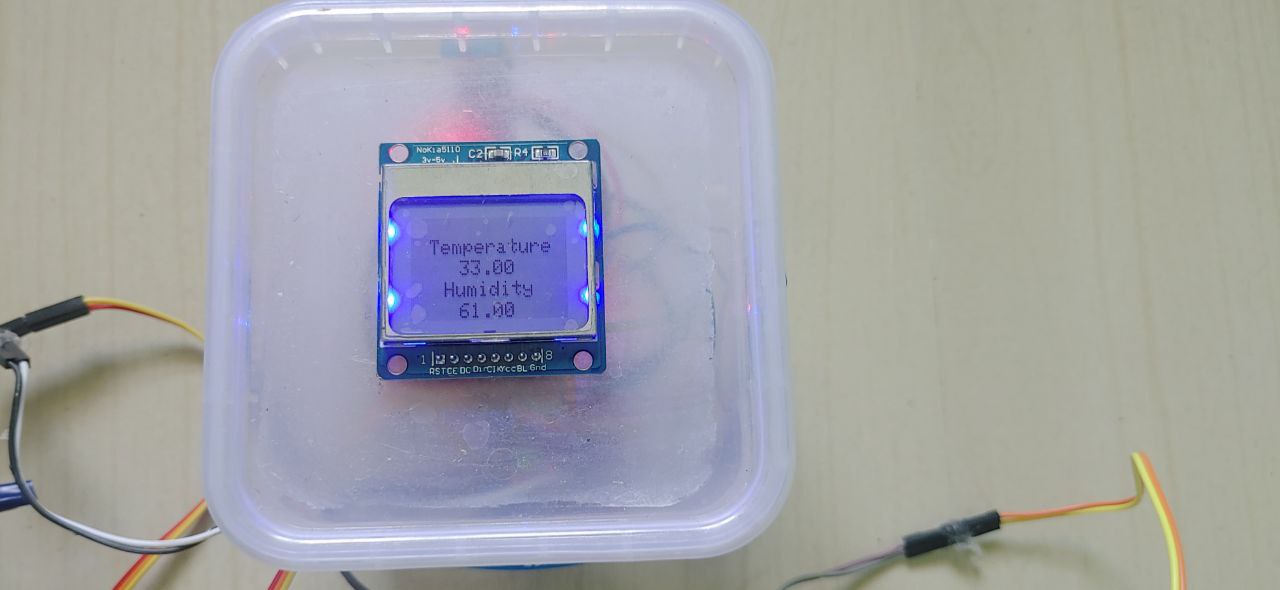 NoKia5110 C2 R4
3v-5v
Temperature
33.00
Humidity
61.00
1 8
RST CE DC Din Clk Vcc BL Gnd